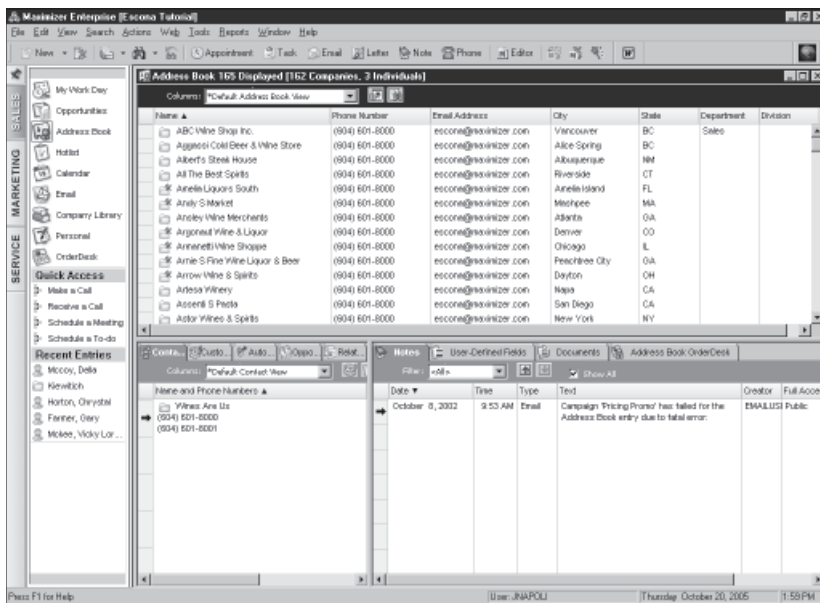 Maximizer Enterprise [Escona Tutorial]
File Edit View Search Actions Web Tools Reports Window Help
New Appointment Task Email Letter Note Phone Editor
SALES
MARKETING
SERVICE
My Work Day
Opportunities
Address Book
Hotlist
Calendar
Email
Company Library
Personal
OrderDesk
Quick Access
Make a Call
Receive a Call
Schedule a Meeting
Schedule a To-do
Recent Entries
Mccoy, Delia
Kiewitich
Horton, Chrystal
Farmer, Gary
Mckee, Vicky Lor...
Address Book 165 Displayed [162 Companies, 3 Individuals]
Columns: *Default Address Book View
Name Phone Number Email Address City State Department Division
ABC Wine Shop Inc. (604) 601-8000 escona@maximizer.com Vancouver BC Sales
Aggasci Cold Beer & Wine Store (604) 601-8000 escona@maximizer.com Alice Spring BC
Albert's Steak House (604) 601-8000 escona@maximizer.com Albuquerque NM
All The Best Spirits (604) 601-8000 escona@maximizer.com Riverside CT
Amelia Liquors South (604) 601-8000 escona@maximizer.com Amelia Island FL
Andy S Market (604) 601-8000 escona@maximizer.com Mashpee MA
Ansley Wine Merchants (604) 601-8000 escona@maximizer.com Atlanta GA
Argonaut Wine & Liquor (604) 601-8000 escona@maximizer.com Denver CO
Armanetti Wine Shoppe (604) 601-8000 escona@maximizer.com Chicago IL
Arnie S Fine Wine Liquor & Beer (604) 601-8000 escona@maximizer.com Peachtree City GA
Arrow Wine & Spirits (604) 601-8000 escona@maximizer.com Dayton OH
Artesa Winery (604) 601-8000 escona@maximizer.com Napa CA
Assenti S Pasta (604) 601-8000 escona@maximizer.com San Diego CA
Astor Wines & Spirits (604) 601-8000 escona@maximizer.com New York NY
Conta... Custo... Auto... Oppo... Relat...
Columns: *Default Contact View
Name and Phone Numbers
Wines Are Us
(604) 601-8000
(604) 601-8001
Notes User-Defined Fields Documents Address Book OrderDesk
Filter: <All> Show All
Date Time Type Text Creator Full Acce
October 8, 2002 9:53 AM Email Campaign 'Pricing Promo' has failed for the EMAILUSI Public
Address Book entry due to fatal error:
Press F1 for Help User: JNAPOLI Thursday October 20, 2005 1:59 PM